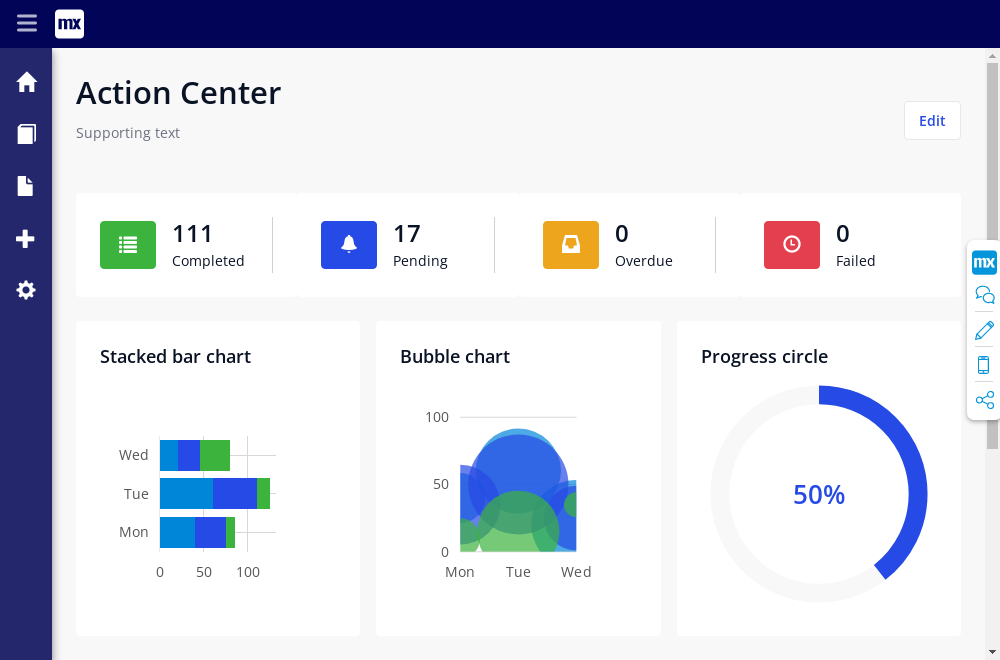 mx
Action Center
Supporting text
Edit
111
Completed
17
Pending
0
Overdue
0
Failed
mx
Stacked bar chart
Wed
Tue
Mon
0 50 100
Bubble chart
100
50
0
Mon Tue Wed
Progress circle
50%